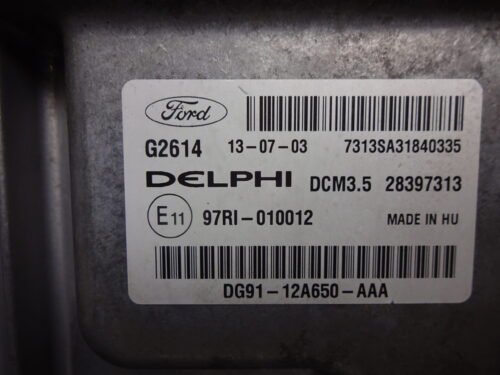 Ford
G2614 13-07-03 7313SA31840335
DELPHI DCM3.5 28397313
E11 97RI-010012 MADE IN HU
DG91-12A650-AAA